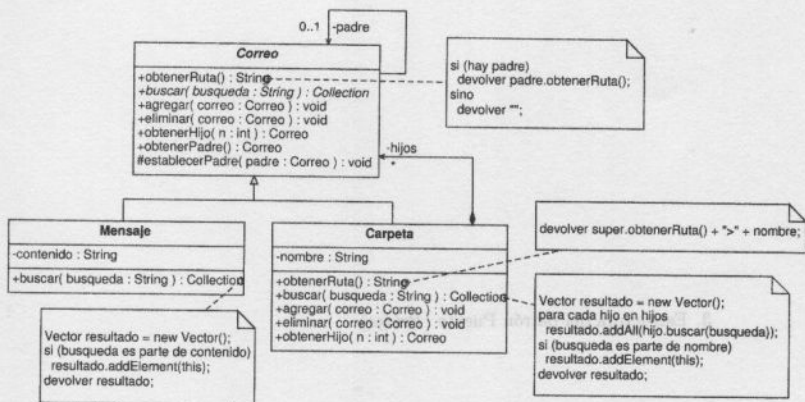 0..1 -padre
Correo
+obtenerRuta() : String
+buscar( busqueda : String ) : Collection
+agregar( correo : Correo ) : void
+eliminar( correo : Correo ) : void
+obtenerHijo( n : int ) : Correo
+obtenerPadre() : Correo
#establecerPadre( padre : Correo ) : void
si (hay padre)
devolver padre.obtenerRuta();
sino
devolver "";
-hijos
*
Mensaje
-contenido : String
+buscar( busqueda : String ) : Collection
Carpeta
-nombre : String
+obtenerRuta() : String
+buscar( busqueda : String ) : Collection
+agregar( correo : Correo ) : void
+eliminar( correo : Correo ) : void
+obtenerHijo( n : int ) : Correo
devolver super.obtenerRuta() + ">" + nombre;
Vector resultado = new Vector();
si (busqueda es parte de contenido)
resultado.addElement(this);
devolver resultado;
Vector resultado = new Vector();
para cada hijo en hijos
resultado.addAll(hijo.buscar(busqueda));
si (busqueda es parte de nombre)
resultado.addElement(this);
devolver resultado;